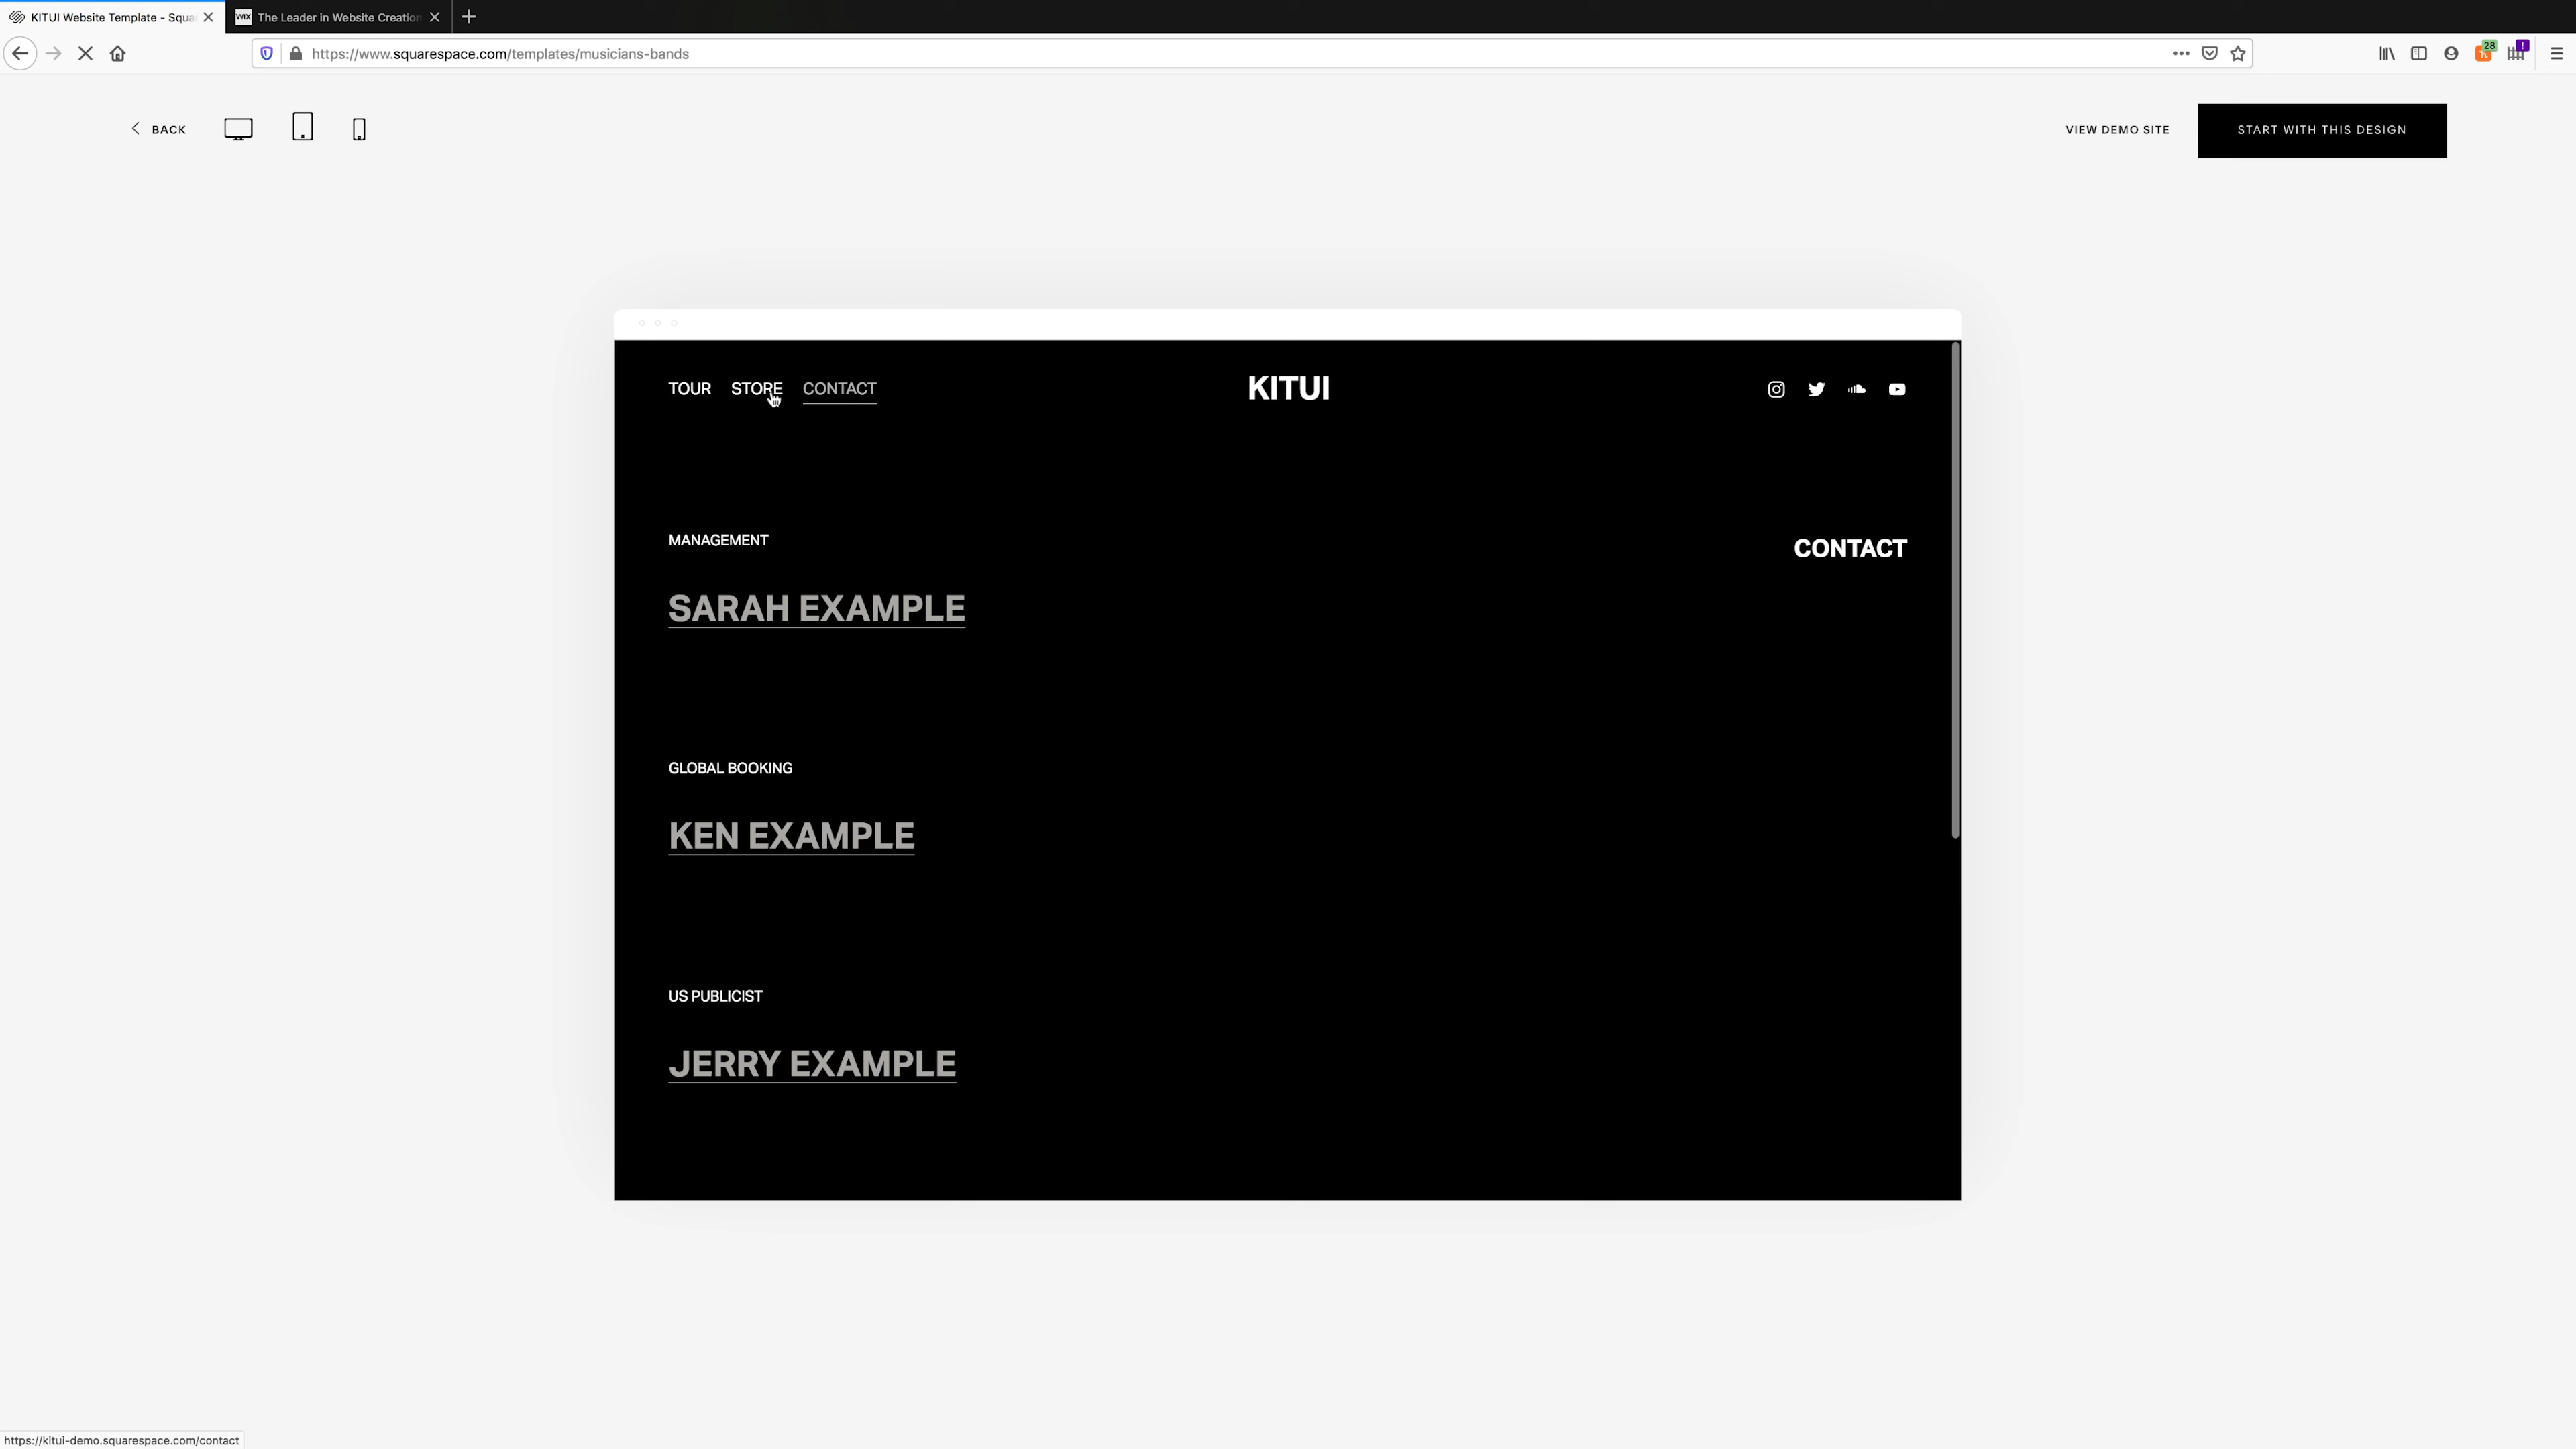 KITUI Website Template - Squa
WIX The Leader in Website Creation
https://www.squarespace.com/templates/musicians-bands
28
BACK
VIEW DEMO SITE
START WITH THIS DESIGN
TOUR STORE CONTACT
KITUI
MANAGEMENT
CONTACT
SARAH EXAMPLE
GLOBAL BOOKING
KEN EXAMPLE
US PUBLICIST
JERRY EXAMPLE
https://kitui-demo.squarespace.com/contact